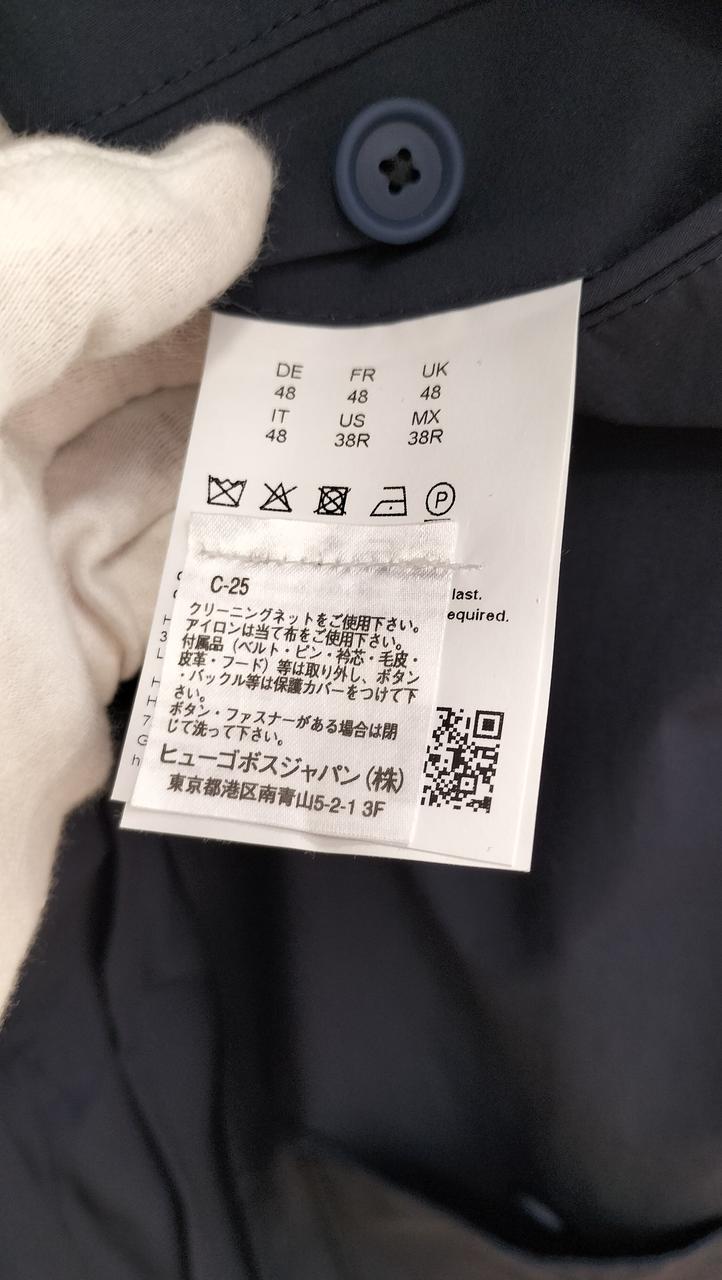 DE FR UK
48 48 48
IT US MX
48 38R 38R
P
last.
equired.
C-25
クリーニングネットをご使用下さい。
アイロンは当て布をご使用下さい。
付属品（ベルト・ピン・衿芯・毛皮・
皮革・フード）等は取り外し、ボタン
・バックル等は保護カバーをつけて下
さい。
ボタン・ファスナーがある場合は閉
じて洗って下さい。
ヒューゴボスジャパン(株)
東京都港区南青山5-2-1 3F